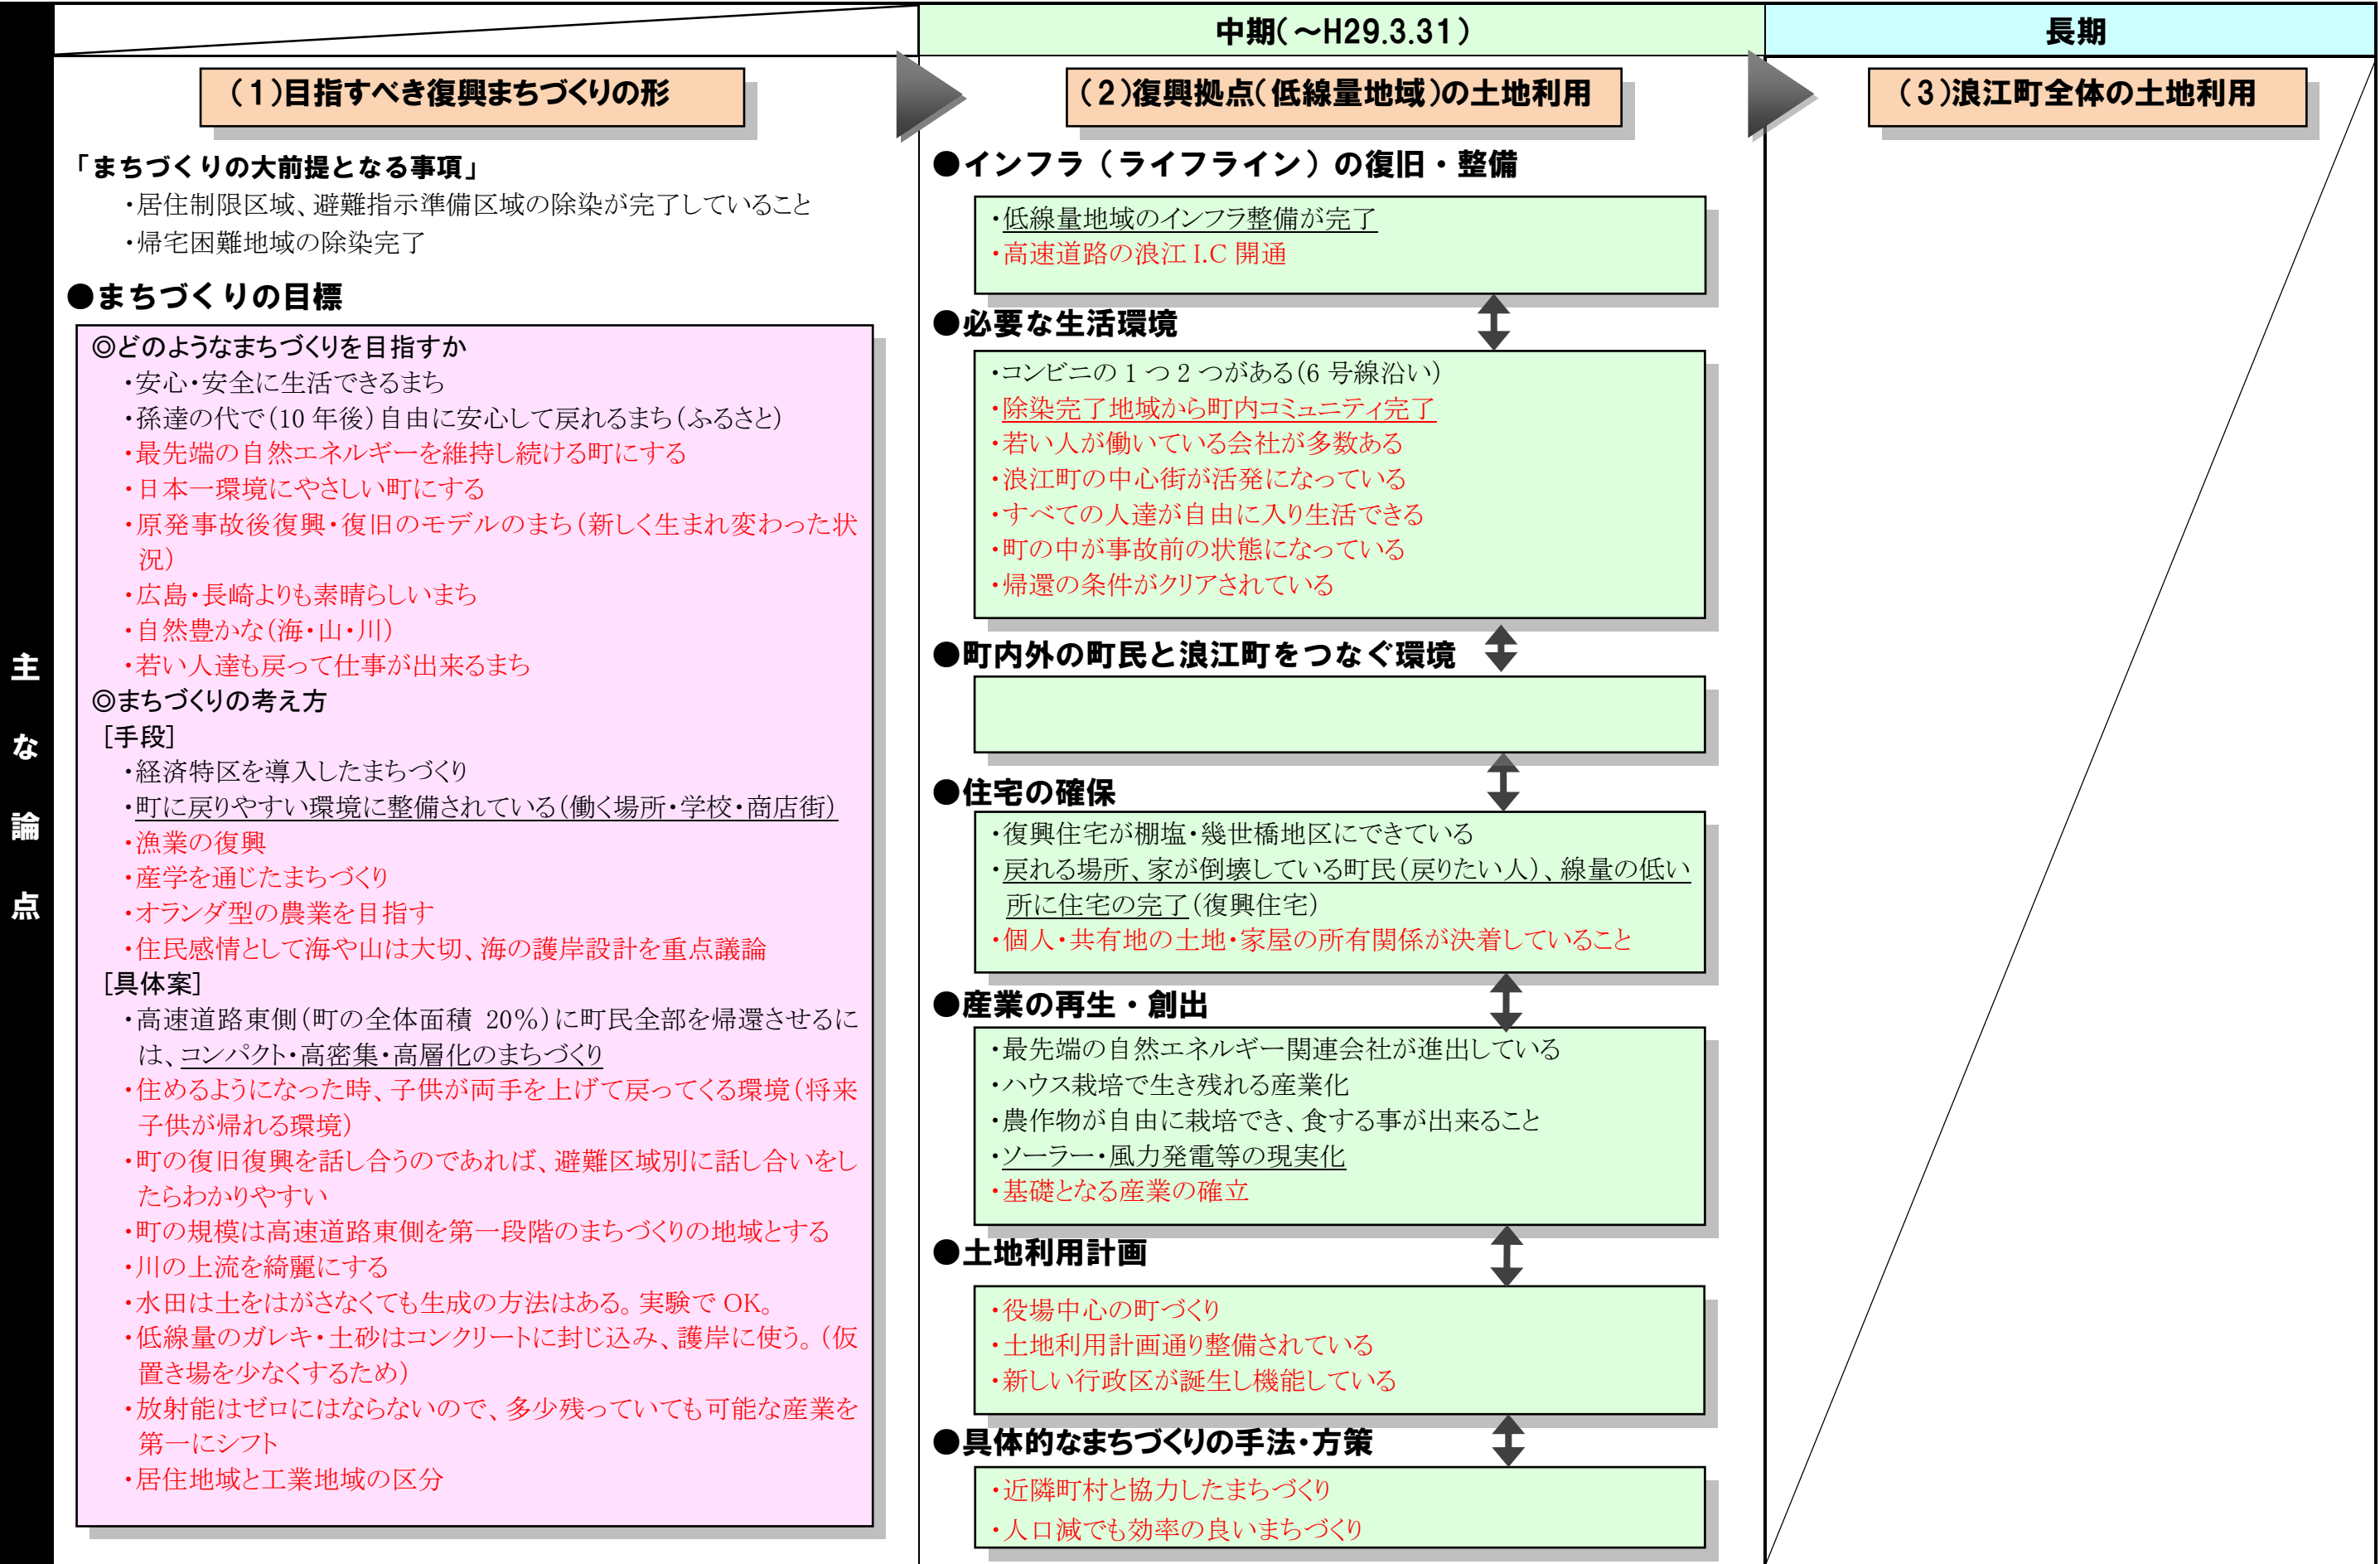 主な論点
中期(～H29.3.31)
長期
(1)目指すべき復興まちづくりの形
「まちづくりの大前提となる事項」
・居住制限区域、避難指示準備区域の除染が完了していること
・帰宅困難地域の除染完了
●まちづくりの目標
◎どのようなまちづくりを目指すか
・安心・安全に生活できるまち
・孫達の代で(10年後)自由に安心して戻れるまち(ふるさと)
・最先端の自然エネルギーを維持し続ける町にする
・日本一環境にやさしい町にする
・原発事故後復興・復旧のモデルのまち(新しく生まれ変わった状
況)
・広島・長崎よりも素晴らしいまち
・自然豊かな(海・山・川)
・若い人達も戻って仕事が出来るまち
◎まちづくりの考え方
[手段]
・経済特区を導入したまちづくり
・町に戻りやすい環境に整備されている(働く場所・学校・商店街)
・漁業の復興
・産学を通じたまちづくり
・オランダ型の農業を目指す
・住民感情として海や山は大切、海の護岸設計を重点議論
[具体案]
・高速道路東側(町の全体面積 20%)に町民全部を帰還させるに
は、コンパクト・高密集・高層化のまちづくり
・住めるようになった時、子供が両手を上げて戻ってくる環境(将来
子供が帰れる環境)
・町の復旧復興を話し合うのであれば、避難区域別に話し合いをし
たらわかりやすい
・町の規模は高速道路東側を第一段階のまちづくりの地域とする
・川の上流を綺麗にする
・水田は土をはがさなくても生成の方法はある。実験でOK。
・低線量のガレキ・土砂はコンクリートに封じ込み、護岸に使う。(仮
置き場を少なくするため)
・放射能はゼロにはならないので、多少残っていても可能な産業を
第一にシフト
・居住地域と工業地域の区分
(2)復興拠点(低線量地域)の土地利用
●インフラ(ライフライン)の復旧・整備
・低線量地域のインフラ整備が完了
・高速道路の浪江I.C開通
●必要な生活環境
・コンビニの1つ2つがある(6号線沿い)
・除染完了地域から町内コミュニティ完了
・若い人が働いている会社が多数ある
・浪江町の中心街が活発になっている
・すべての人達が自由に入り生活できる
・町の中が事故前の状態になっている
・帰還の条件がクリアされている
●町内外の町民と浪江町をつなぐ環境
●住宅の確保
・復興住宅が棚塩・幾世橋地区にできている
・戻れる場所、家が倒壊している町民(戻りたい人)、線量の低い
所に住宅の完了(復興住宅)
・個人・共有地の土地・家屋の所有関係が決着していること
●産業の再生・創出
・最先端の自然エネルギー関連会社が進出している
・ハウス栽培で生き残れる産業化
・農作物が自由に栽培でき、食する事が出来ること
・ソーラー・風力発電等の現実化
・基礎となる産業の確立
●土地利用計画
・役場中心の町づくり
・土地利用計画通り整備されている
・新しい行政区が誕生し機能している
●具体的なまちづくりの手法・方策
・近隣町村と協力したまちづくり
・人口減でも効率の良いまちづくり
(3)浪江町全体の土地利用